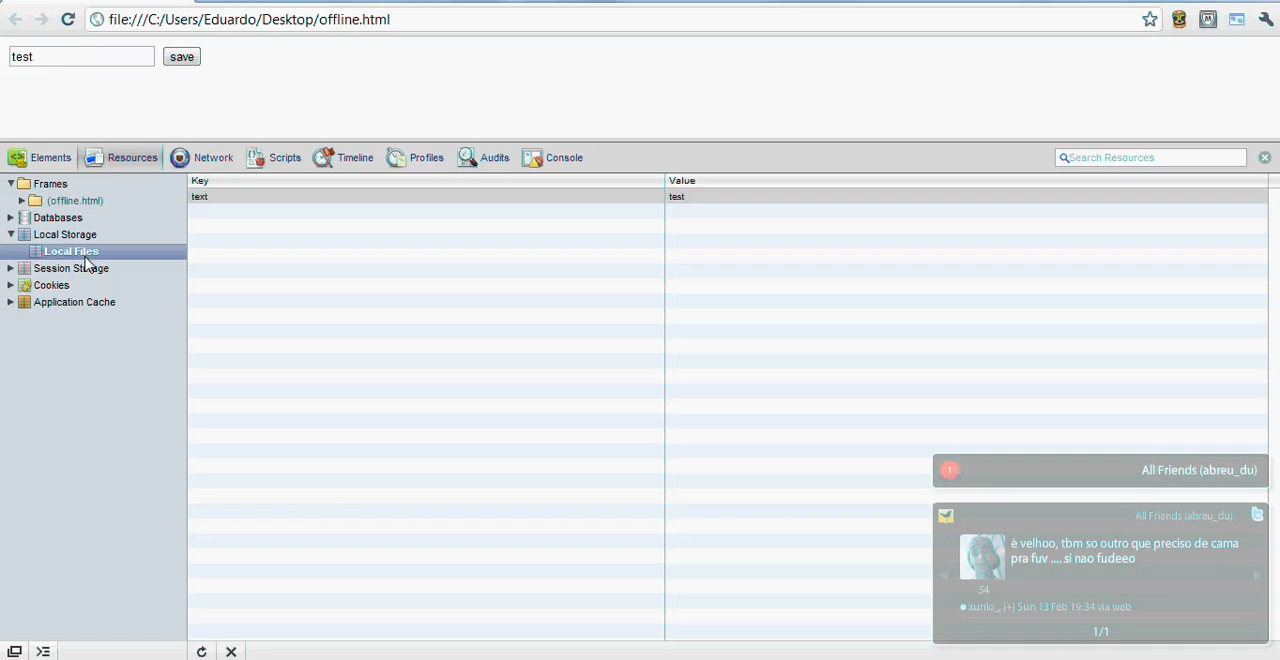 file:///C:/Users/Eduardo/Desktop/offline.html
test
save
Elements
Resources
Network
Scripts
Timeline
Profiles
Audits
Console
Search Resources
Frames
(offline.html)
Databases
Local Storage
Local Files
Session Storage
Cookies
Application Cache
Key
Value
text
test
1
All Friends (abreu_du)
All Friends (abreu_du)
è velhoo, tbm so outro que preciso de cama
pra fuv .... si nao fudeeo
54
xurilo_, [+] Sun 13 Feb 19:34 via web
1/1